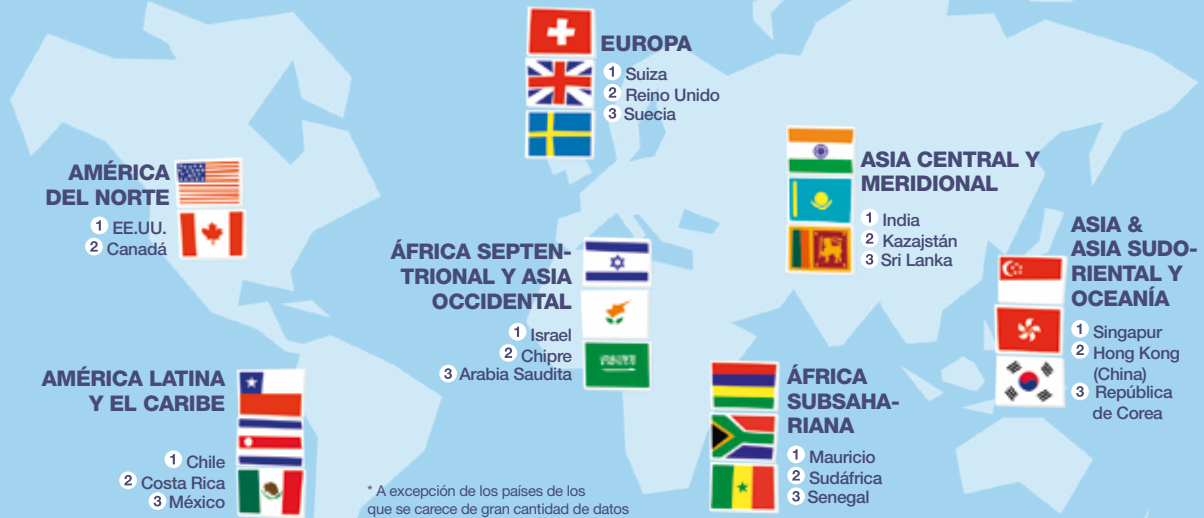 EUROPA
1 Suiza
2 Reino Unido
3 Suecia
AMÉRICA
DEL NORTE
1 EE.UU.
2 Canadá
ASIA CENTRAL Y
MERIDIONAL
1 India
2 Kazajstán
3 Sri Lanka
ÁFRICA SEPTEN-
TRIONAL Y ASIA
OCCIDENTAL
1 Israel
2 Chipre
3 Arabia Saudita
ASIA &
ASIA SUDO-
RIENTAL Y
OCEANÍA
1 Singapur
2 Hong Kong
(China)
3 República
de Corea
AMÉRICA LATINA
Y EL CARIBE
1 Chile
2 Costa Rica
3 México
ÁFRICA
SUBSAHA-
RIANA
1 Mauricio
2 Sudáfrica
3 Senegal
* A excepción de los países de los
que se carece de gran cantidad de datos